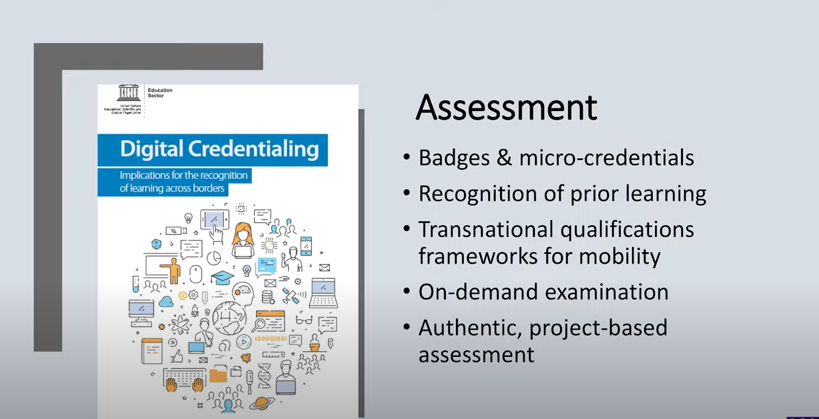 Education
Sector
United Nations
Educational, Scientific and
Cultural Organization
Digital Credentialing
Implications for the recognition
of learning across borders
Assessment
• Badges & micro-credentials
• Recognition of prior learning
• Transnational qualifications
frameworks for mobility
• On-demand examination
• Authentic, project-based
assessment